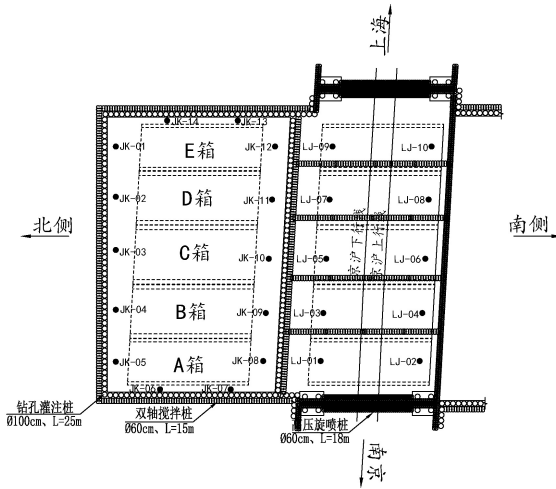 上海
JK-14 JK-13
JK-01 E箱 JK-12 LJ-09 LJ-10
JK-02 D箱 JK-11 LJ-07 LJ-08
北侧 南侧
JK-03 C箱 JK-10 LJ-05 京沪下行线 京沪上行线 LJ-06
JK-04 B箱 JK-09 LJ-03 LJ-04
JK-05 A箱 JK-08 LJ-01 LJ-02
JK-06 JK-07
钻孔灌注桩 双轴搅拌桩 压旋喷桩
Ø100cm、L=25m Ø60cm、L=15m Ø60cm、L=18m
南京